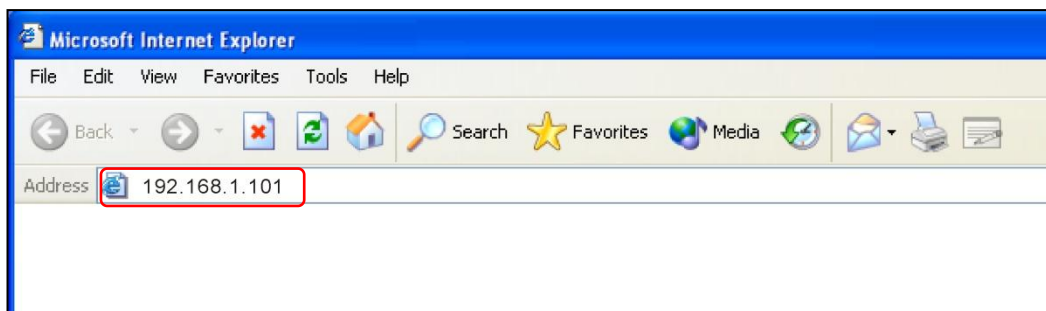 Microsoft Internet Explorer
File Edit View Favorites Tools Help
Back Search Favorites Media
Address 192.168.1.101